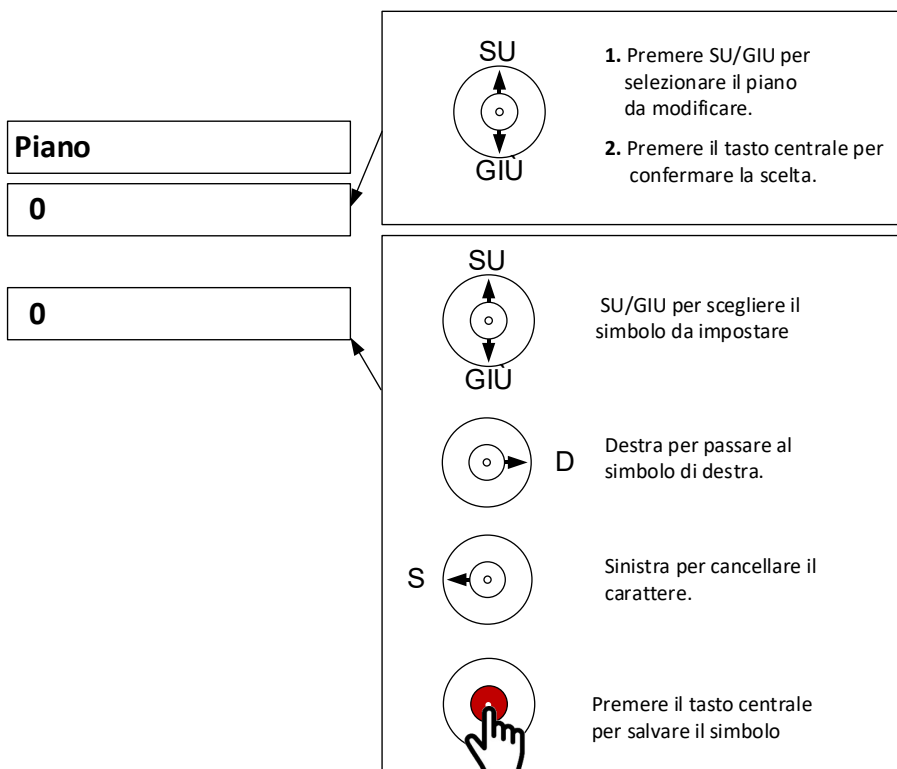 Piano
0
0
SU
GIÙ
1. Premere SU/GIU per
selezionare il piano
da modificare.
2. Premere il tasto centrale per
confermare la scelta.
SU
GIÙ
SU/GIU per scegliere il
simbolo da impostare
D
Destra per passare al
simbolo di destra.
S
Sinistra per cancellare il
carattere.
Premere il tasto centrale
per salvare il simbolo